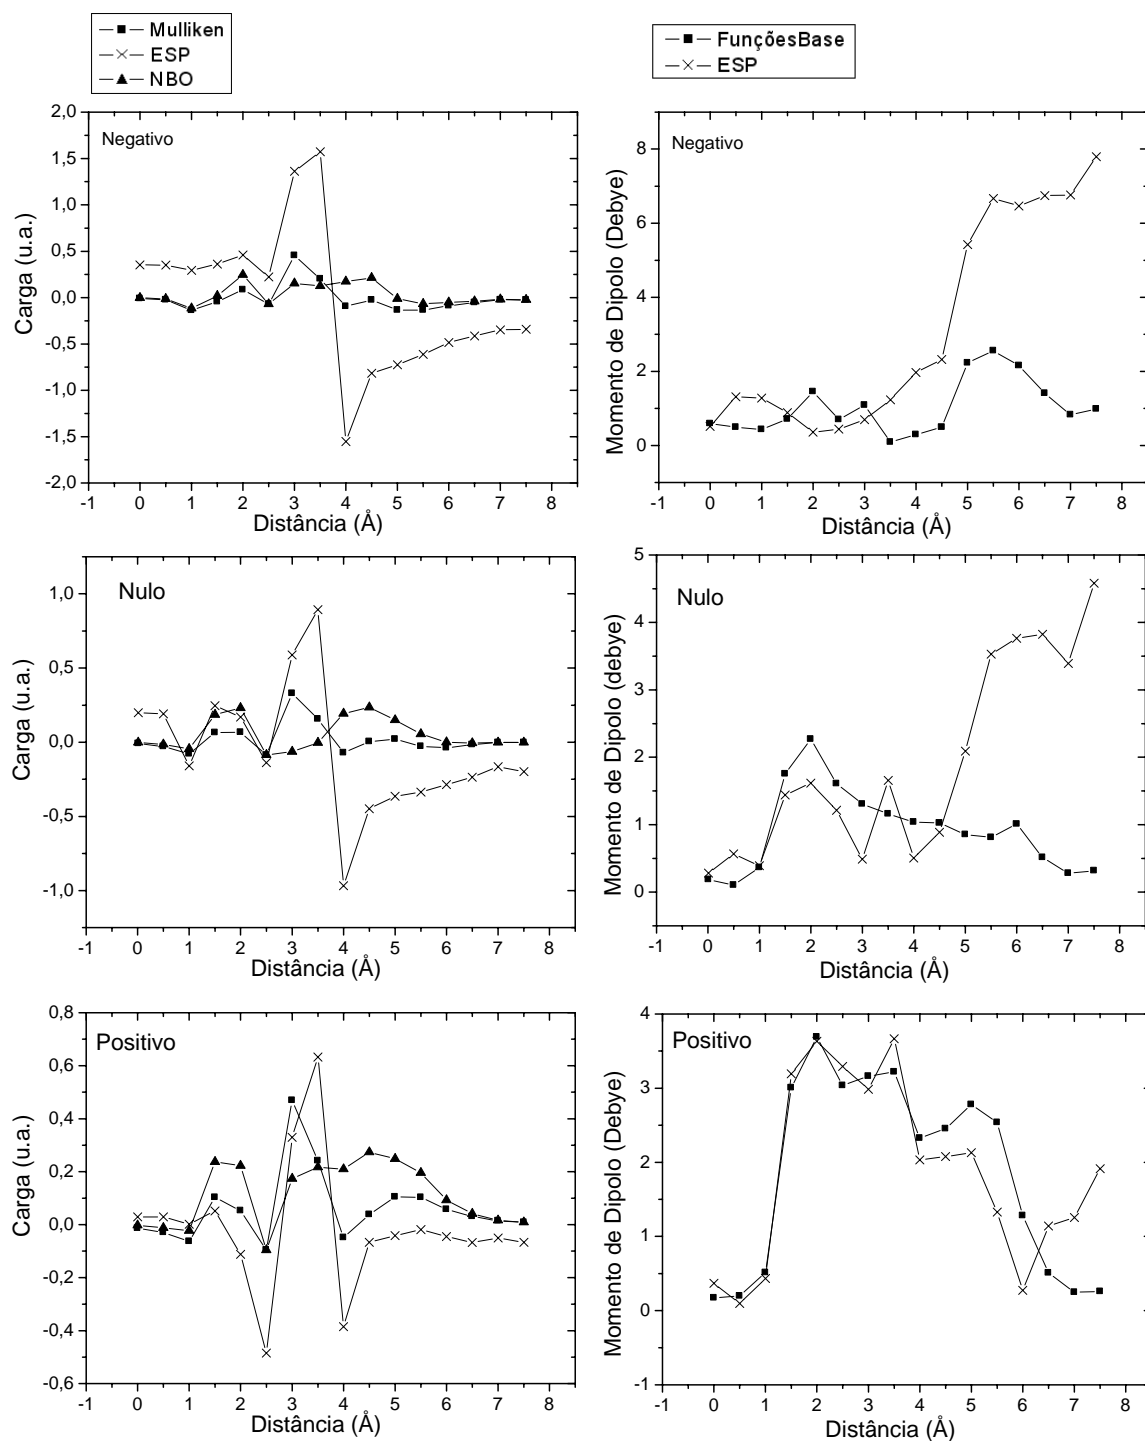 Mulliken
ESP
NBO
FunçõesBase
ESP
2,0
1,5
1,0
0,5
0,0
-0,5
-1,0
-1,5
-2,0
Carga (u.a.)
Negativo
-1 0 1 2 3 4 5 6 7 8
Distância (Å)
8
6
4
2
0
Momento de Dipolo (Debye)
Negativo
-1 0 1 2 3 4 5 6 7 8
Distância (Å)
1,0
0,5
0,0
-0,5
-1,0
Carga (u.a.)
Nulo
-1 0 1 2 3 4 5 6 7 8
Distância (Å)
5
4
3
2
1
0
Momento de Dipolo (debye)
Nulo
-1 0 1 2 3 4 5 6 7 8
Distância (Å)
0,8
0,6
0,4
0,2
0,0
-0,2
-0,4
-0,6
Carga (u.a.)
Positivo
-1 0 1 2 3 4 5 6 7 8
Distância (Å)
4
3
2
1
0
-1
Momento de Dipolo (Debye)
Positivo
-1 0 1 2 3 4 5 6 7 8
Distância (Å)